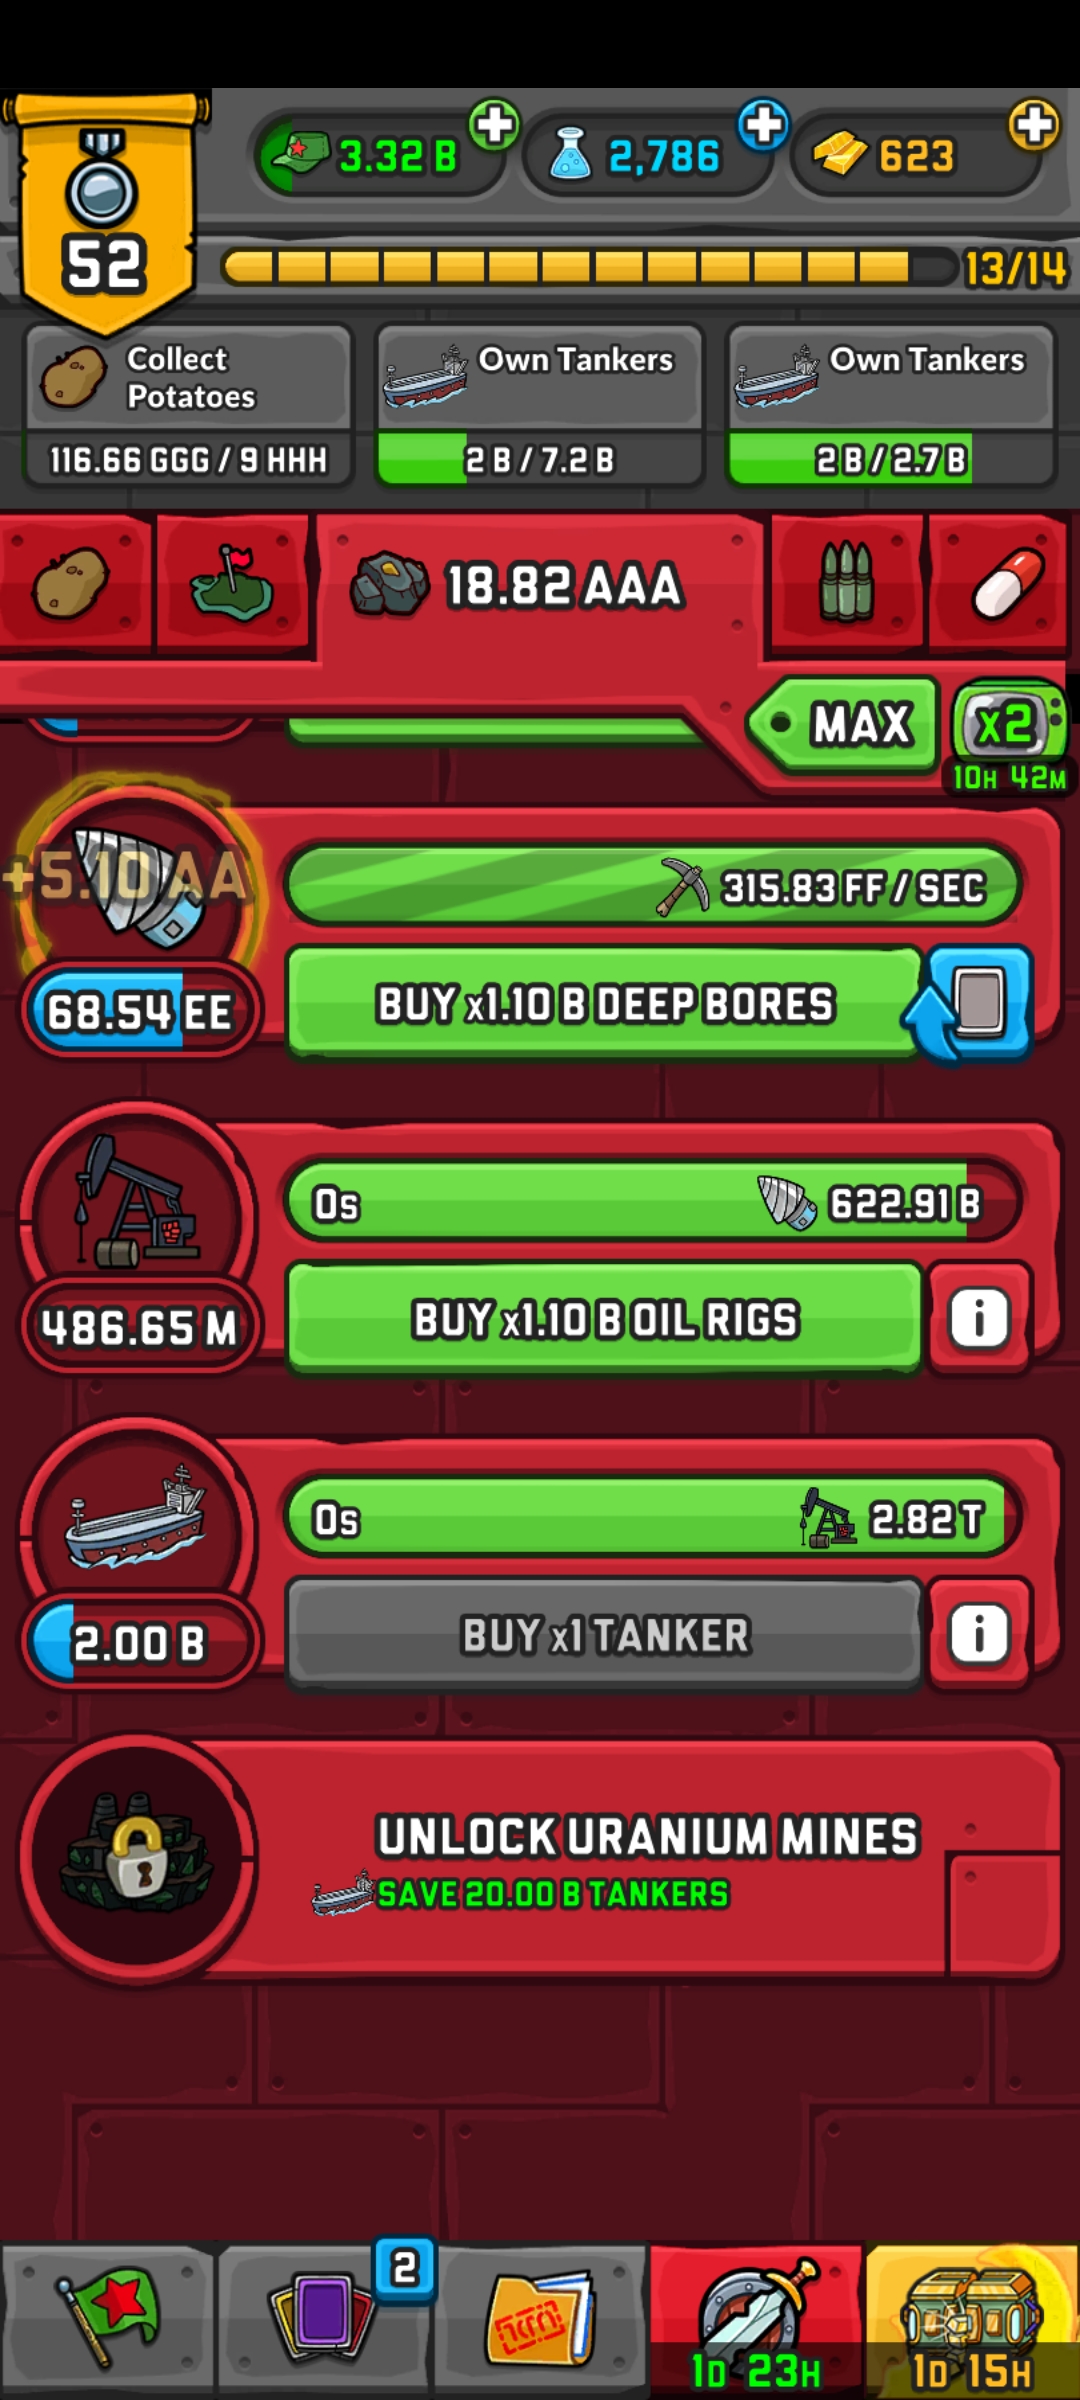 3.32 B
2,786
623
52
13/14
Collect
Potatoes
116.66 GGG / 9 HHH
Own Tankers
2 B / 7.2 B
Own Tankers
2 B / 2.7 B
18.82 AAA
MAX
x2
10H 42M
+5.10 AA
315.83 FF / SEC
68.54 EE
BUY x1.10 B DEEP BORES
0s
622.91 B
486.65 M
BUY x1.10 B OIL RIGS
i
0s
2.82 T
2.00 B
BUY x1 TANKER
i
UNLOCK URANIUM MINES
SAVE 20.00 B TANKERS
2
1D 23H
1D 15H